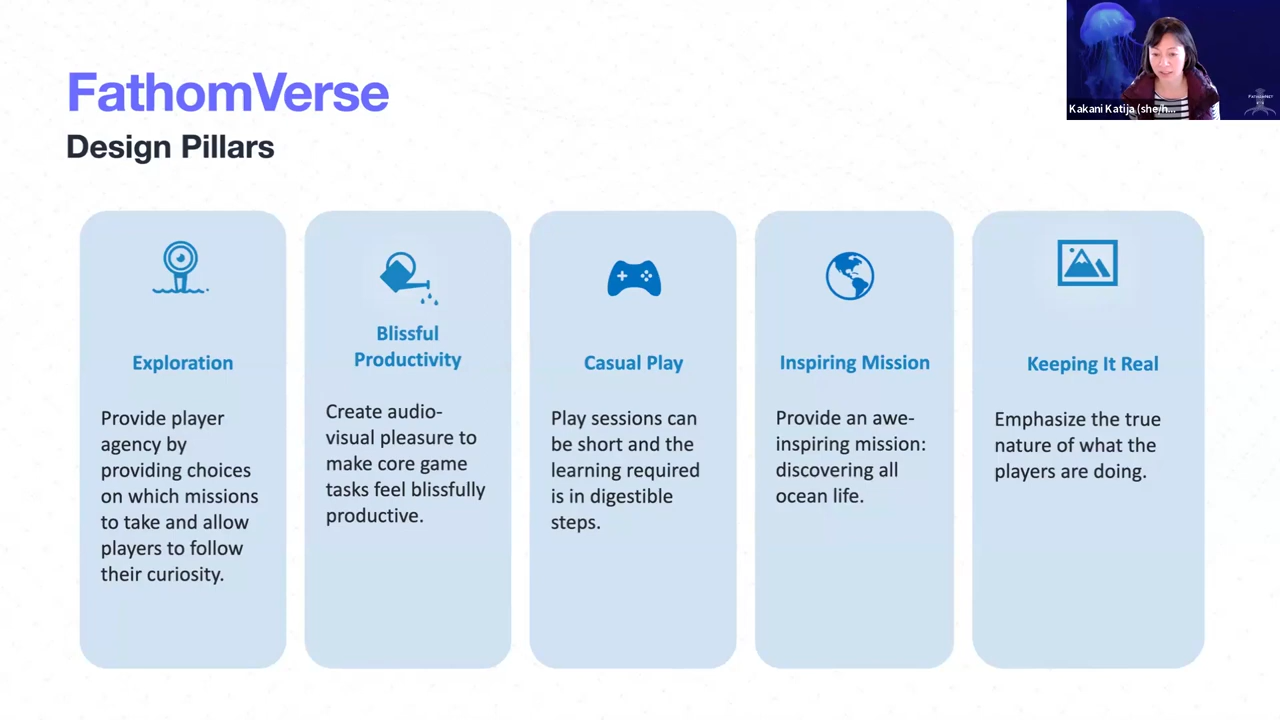 FathomVerse
Design Pillars
Kakani Katija (she/h...
Exploration
Provide player
agency by
providing choices
on which missions
to take and allow
players to follow
their curiosity.
Blissful
Productivity
Create audio-
visual pleasure to
make core game
tasks feel blissfully
productive.
Casual Play
Play sessions can
be short and the
learning required
is in digestible
steps.
Inspiring Mission
Provide an awe-
inspiring mission:
discovering all
ocean life.
Keeping It Real
Emphasize the true
nature of what the
players are doing.